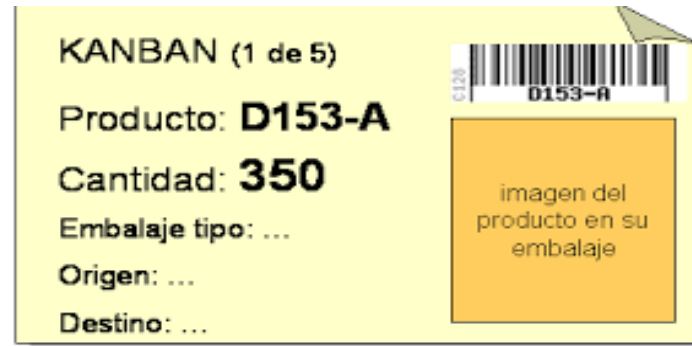 KANBAN (1 de 5)
Producto: D153-A
Cantidad: 350
Embalaje tipo: ...
Origen: ...
Destino: ...
C128
D153-A
imagen del
producto en su
embalaje